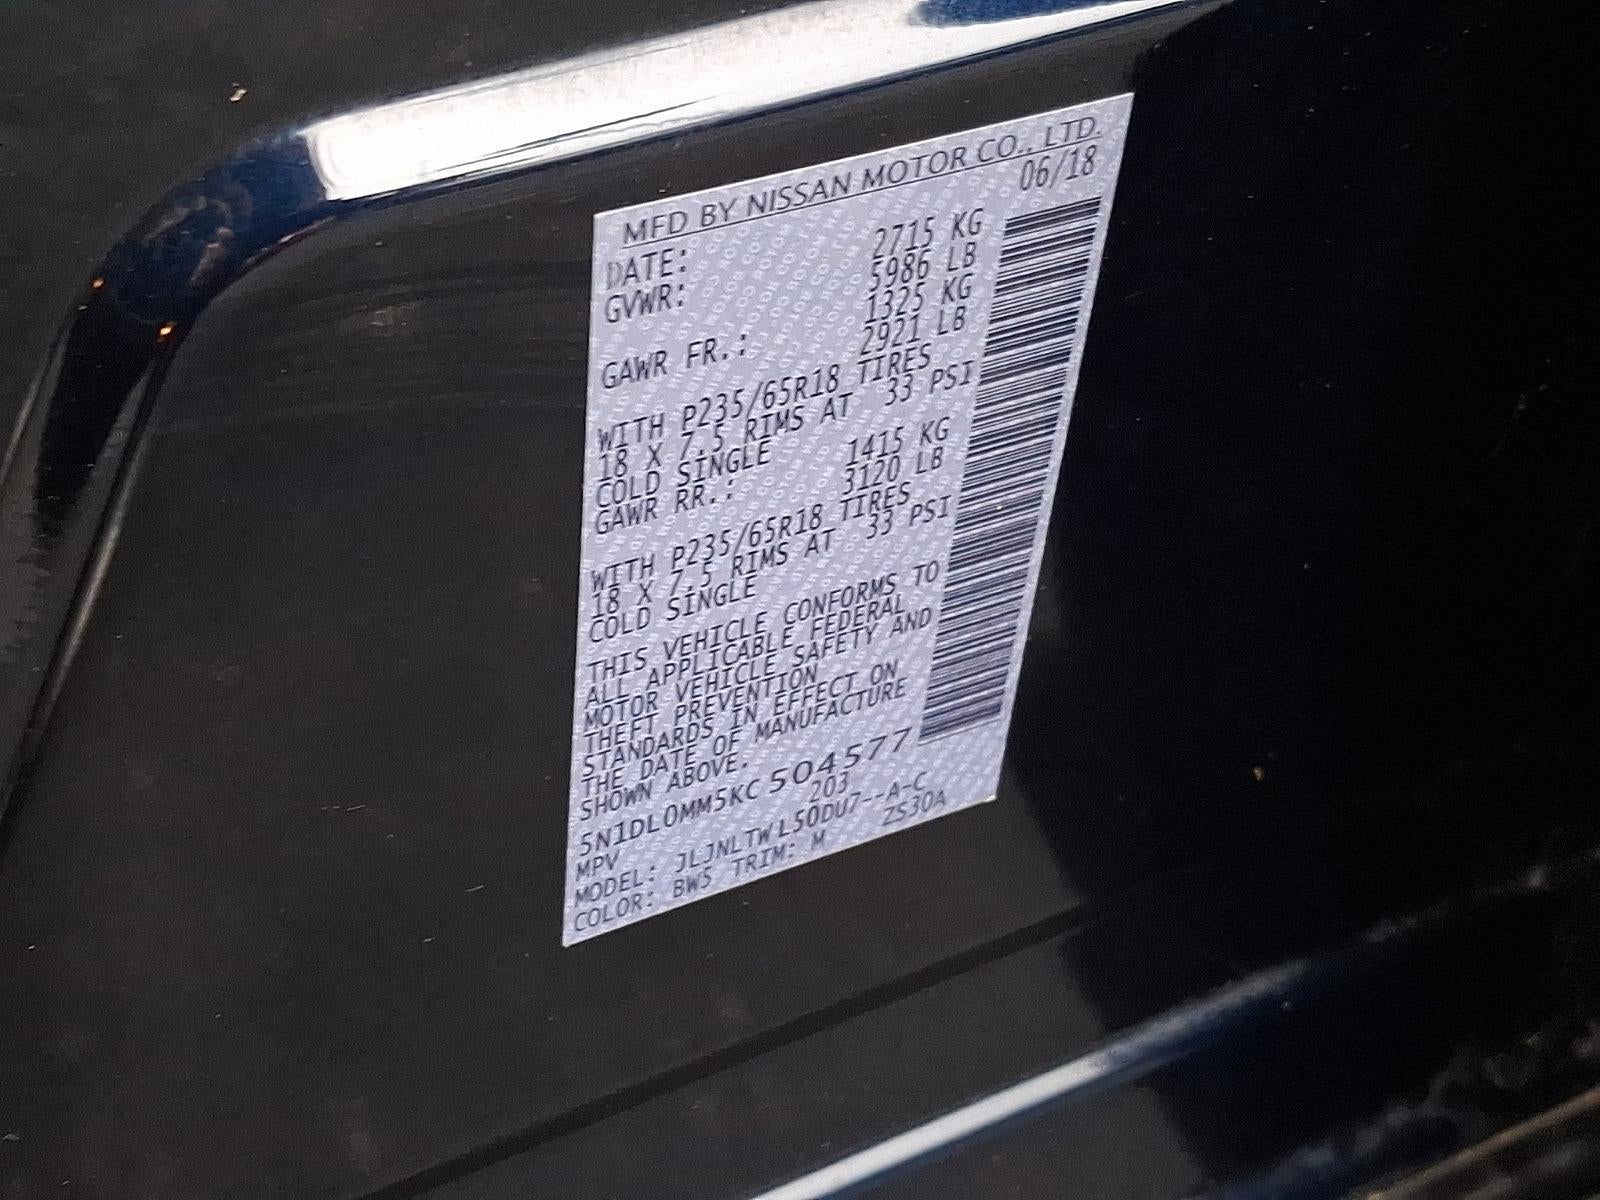 MFD BY NISSAN MOTOR CO., LTD.
DATE: 06/18
GVWR: 2715 KG
5986 LB
GAWR FR.: 1325 KG
2921 LB
WITH P235/65R18 TIRES
18 X 7.5 RIMS AT 33 PSI
COLD SINGLE
GAWR RR.: 1415 KG
3120 LB
WITH P235/65R18 TIRES
18 X 7.5 RIMS AT 33 PSI
COLD SINGLE
THIS VEHICLE CONFORMS TO
ALL APPLICABLE FEDERAL
MOTOR VEHICLE SAFETY AND
THEFT PREVENTION
STANDARDS IN EFFECT ON
THE DATE OF MANUFACTURE
SHOWN ABOVE.
5N1DL0MM5KC 504577
MPV 203
MODEL: JLJNLTWL50DU7--A-C
COLOR: BW5 TRIM: M ZS30A